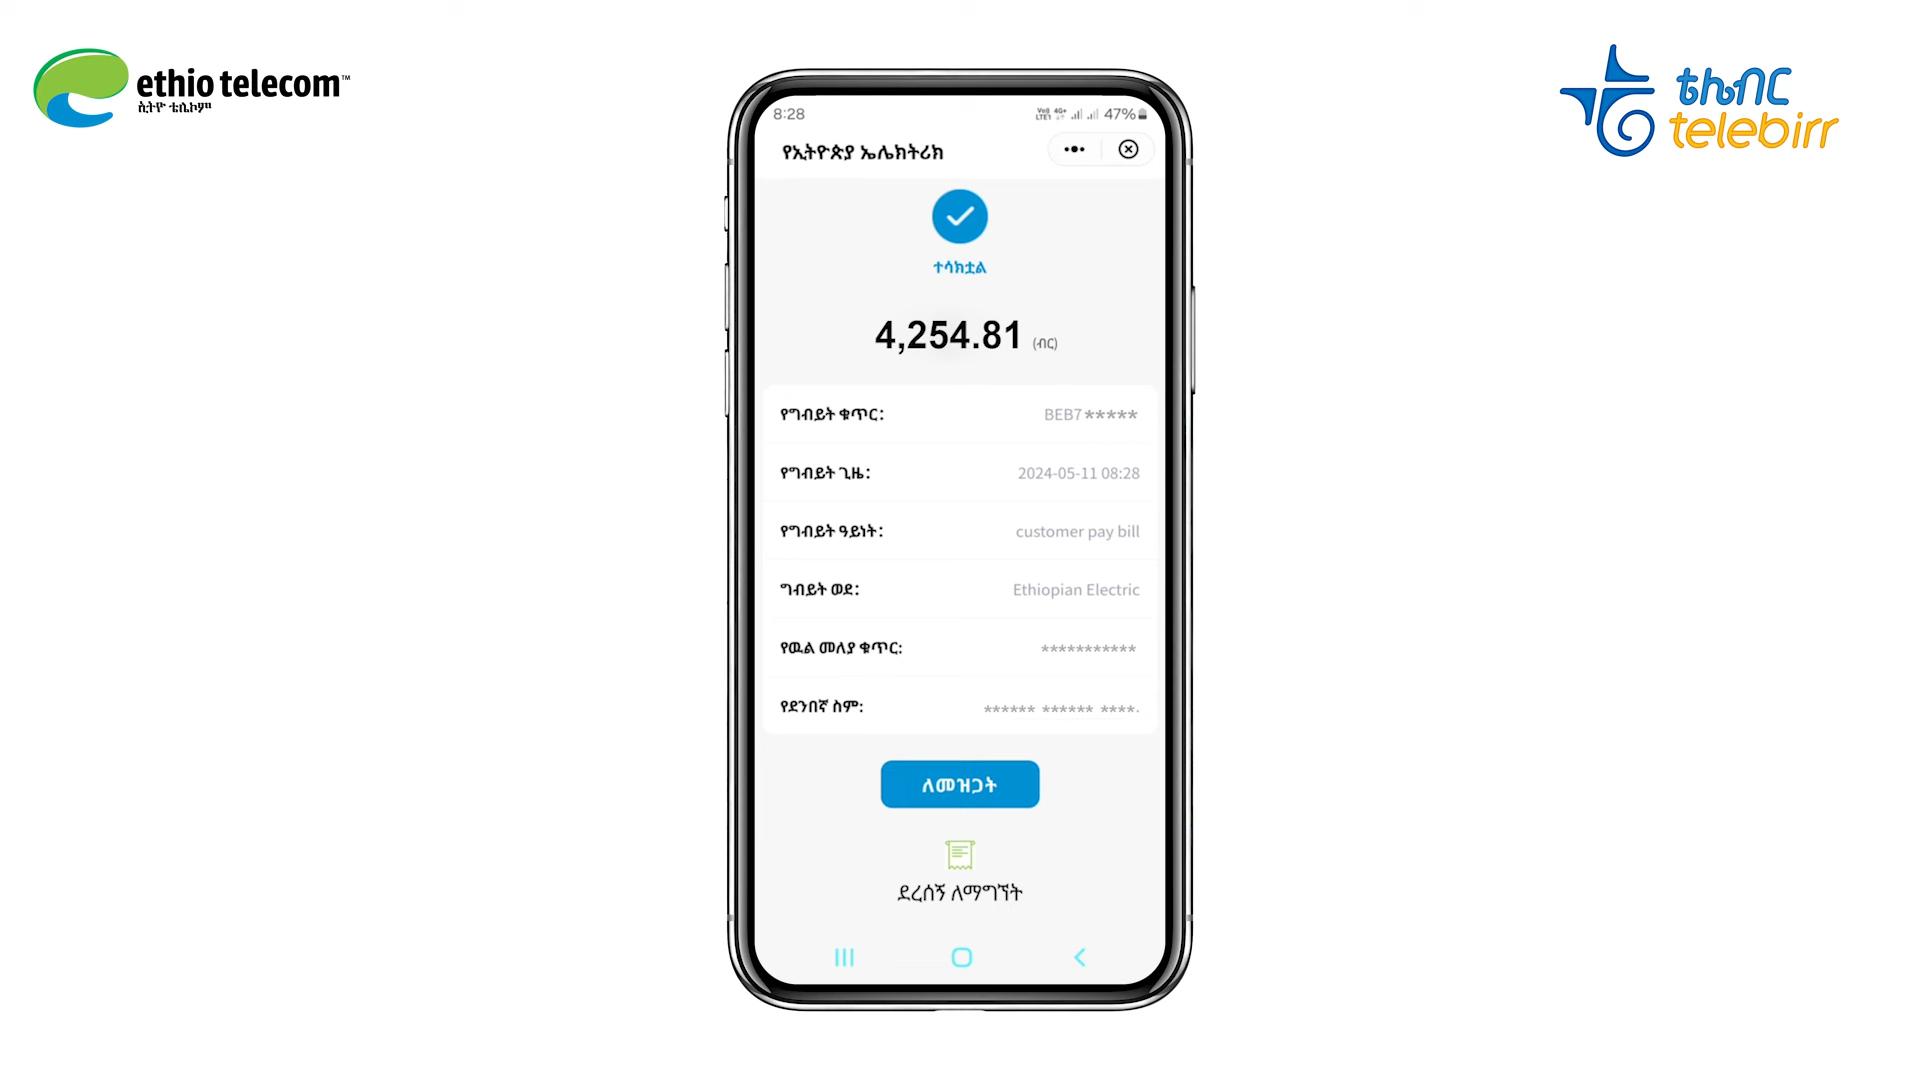 ethio telecom™
ኢትዮ ቴሌኮም
ቴሌብር
telebirr
8:28
VoLTE1 4G+ 47%
የኢትዮጵያ ኤሌክትሪክ
ተሳክቷል
4,254.81 (ብር)
የግብይት ቁጥር: BEB7*****
የግብይት ጊዜ: 2024-05-11 08:28
የግብይት ዓይነት: customer pay bill
ግብይት ወደ: Ethiopian Electric
የዉል መለያ ቁጥር: ***********
የደንበኛ ስም: ****** ****** ****.
ለመዝጋት
ደረሰኝ ለማግኘት